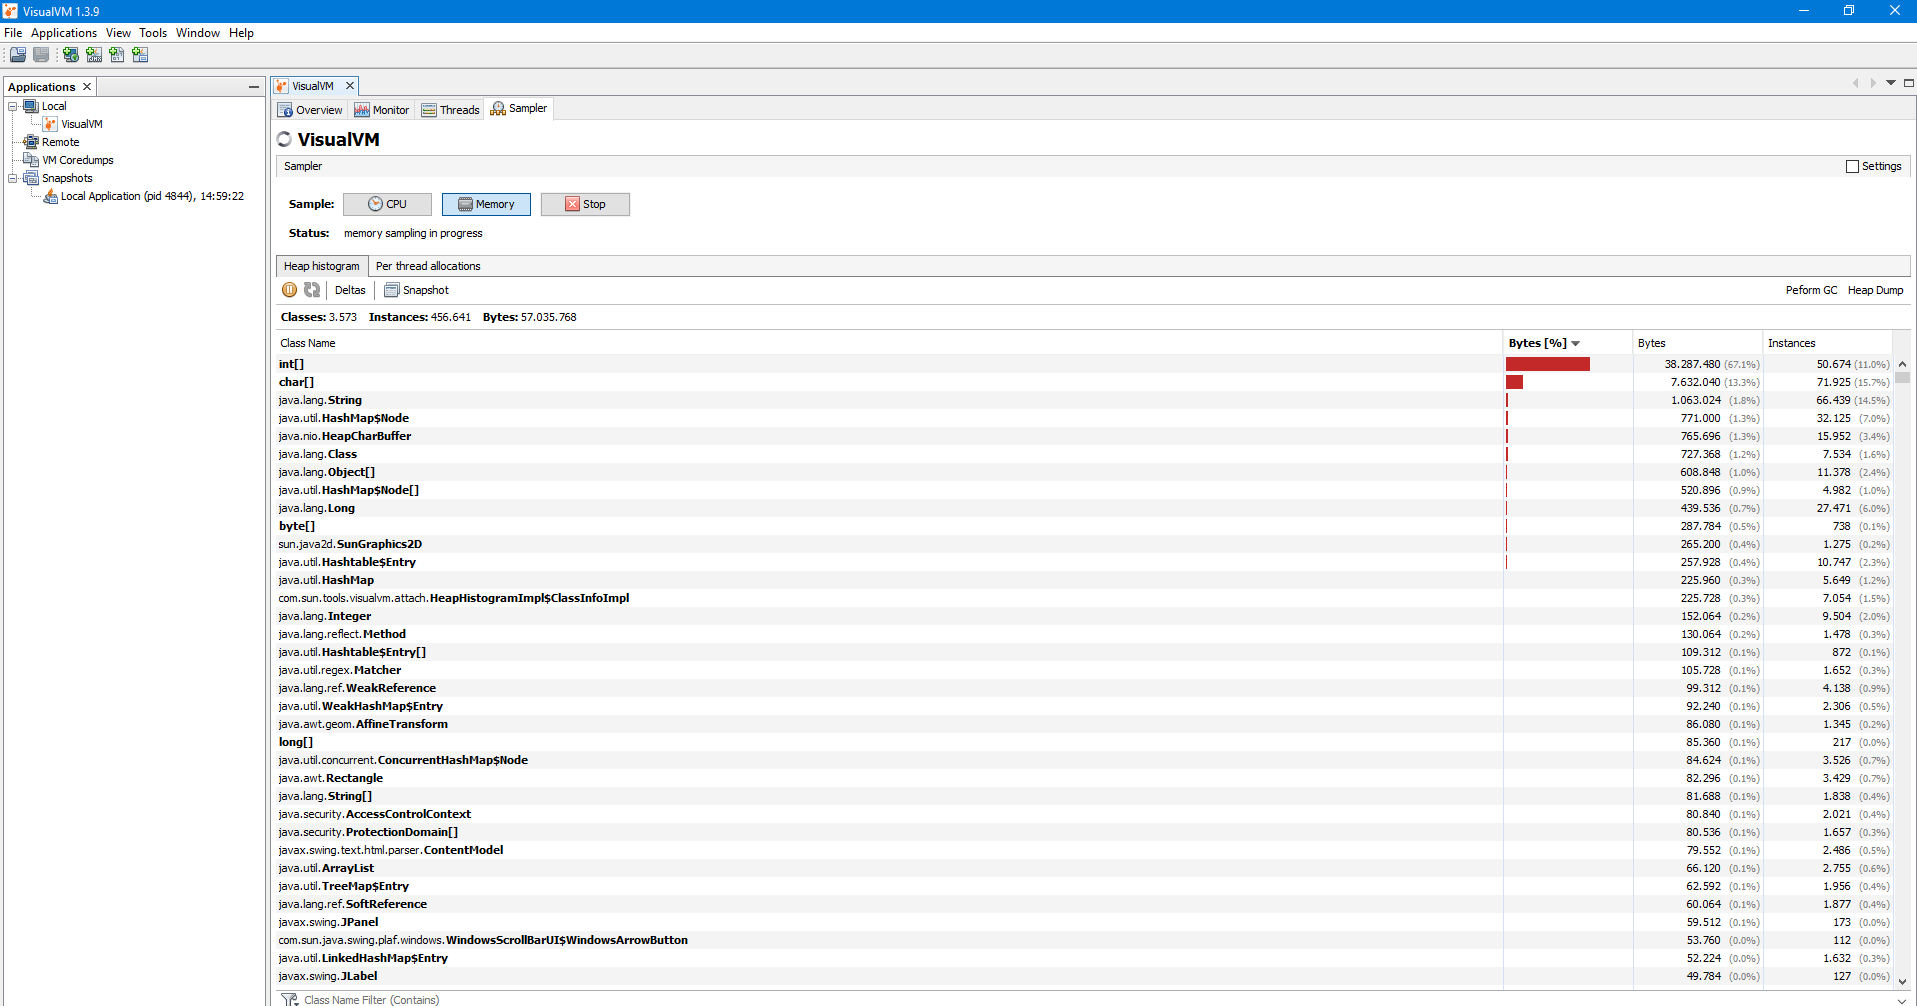 VisualVM 1.3.9
File Applications View Tools Window Help
Applications
Local
VisualVM
Remote
VM Coredumps
Snapshots
Local Application (pid 4844), 14:59:22
VisualVM
Overview Monitor Threads Sampler
VisualVM
Sampler Settings
Sample: CPU Memory Stop
Status: memory sampling in progress
Heap histogram Per thread allocations
Deltas Snapshot Peform GC Heap Dump
Classes: 3.573 Instances: 456.641 Bytes: 57.035.768
Class Name Bytes [%] Bytes Instances
int[] 38.287.480 (67.1%) 50.674 (11.0%)
char[] 7.632.040 (13.3%) 71.925 (15.7%)
java.lang.String 1.063.024 (1.8%) 66.439 (14.5%)
java.util.HashMap$Node 771.000 (1.3%) 32.125 (7.0%)
java.nio.HeapCharBuffer 765.696 (1.3%) 15.952 (3.4%)
java.lang.Class 727.368 (1.2%) 7.534 (1.6%)
java.lang.Object[] 608.848 (1.0%) 11.378 (2.4%)
java.util.HashMap$Node[] 520.896 (0.9%) 4.982 (1.0%)
java.lang.Long 439.536 (0.7%) 27.471 (6.0%)
byte[] 287.784 (0.5%) 738 (0.1%)
sun.java2d.SunGraphics2D 265.200 (0.4%) 1.275 (0.2%)
java.util.Hashtable$Entry 257.928 (0.4%) 10.747 (2.3%)
java.util.HashMap 225.960 (0.3%) 5.649 (1.2%)
com.sun.tools.visualvm.attach.HeapHistogramImpl$ClassInfoImpl 225.728 (0.3%) 7.054 (1.5%)
java.lang.Integer 152.064 (0.2%) 9.504 (2.0%)
java.lang.reflect.Method 130.064 (0.2%) 1.478 (0.3%)
java.util.Hashtable$Entry[] 109.312 (0.1%) 872 (0.1%)
java.util.regex.Matcher 105.728 (0.1%) 1.652 (0.3%)
java.lang.ref.WeakReference 99.312 (0.1%) 4.138 (0.9%)
java.util.WeakHashMap$Entry 92.240 (0.1%) 2.306 (0.5%)
java.awt.geom.AffineTransform 86.080 (0.1%) 1.345 (0.2%)
long[] 85.360 (0.1%) 217 (0.0%)
java.util.concurrent.ConcurrentHashMap$Node 84.624 (0.1%) 3.526 (0.7%)
java.awt.Rectangle 82.296 (0.1%) 3.429 (0.7%)
java.lang.String[] 81.688 (0.1%) 1.838 (0.4%)
java.security.AccessControlContext 80.840 (0.1%) 2.021 (0.4%)
java.security.ProtectionDomain[] 80.536 (0.1%) 1.657 (0.3%)
javax.swing.text.html.parser.ContentModel 79.552 (0.1%) 2.486 (0.5%)
java.util.ArrayList 66.120 (0.1%) 2.755 (0.6%)
java.util.TreeMap$Entry 62.592 (0.1%) 1.956 (0.4%)
java.lang.ref.SoftReference 60.064 (0.1%) 1.877 (0.4%)
javax.swing.JPanel 59.512 (0.1%) 173 (0.0%)
com.sun.java.swing.plaf.windows.WindowsScrollBarUI$WindowsArrowButton 53.760 (0.0%) 112 (0.0%)
java.util.LinkedHashMap$Entry 52.224 (0.0%) 1.632 (0.3%)
javax.swing.JLabel 49.784 (0.0%) 127 (0.0%)
Class Name Filter (Contains)